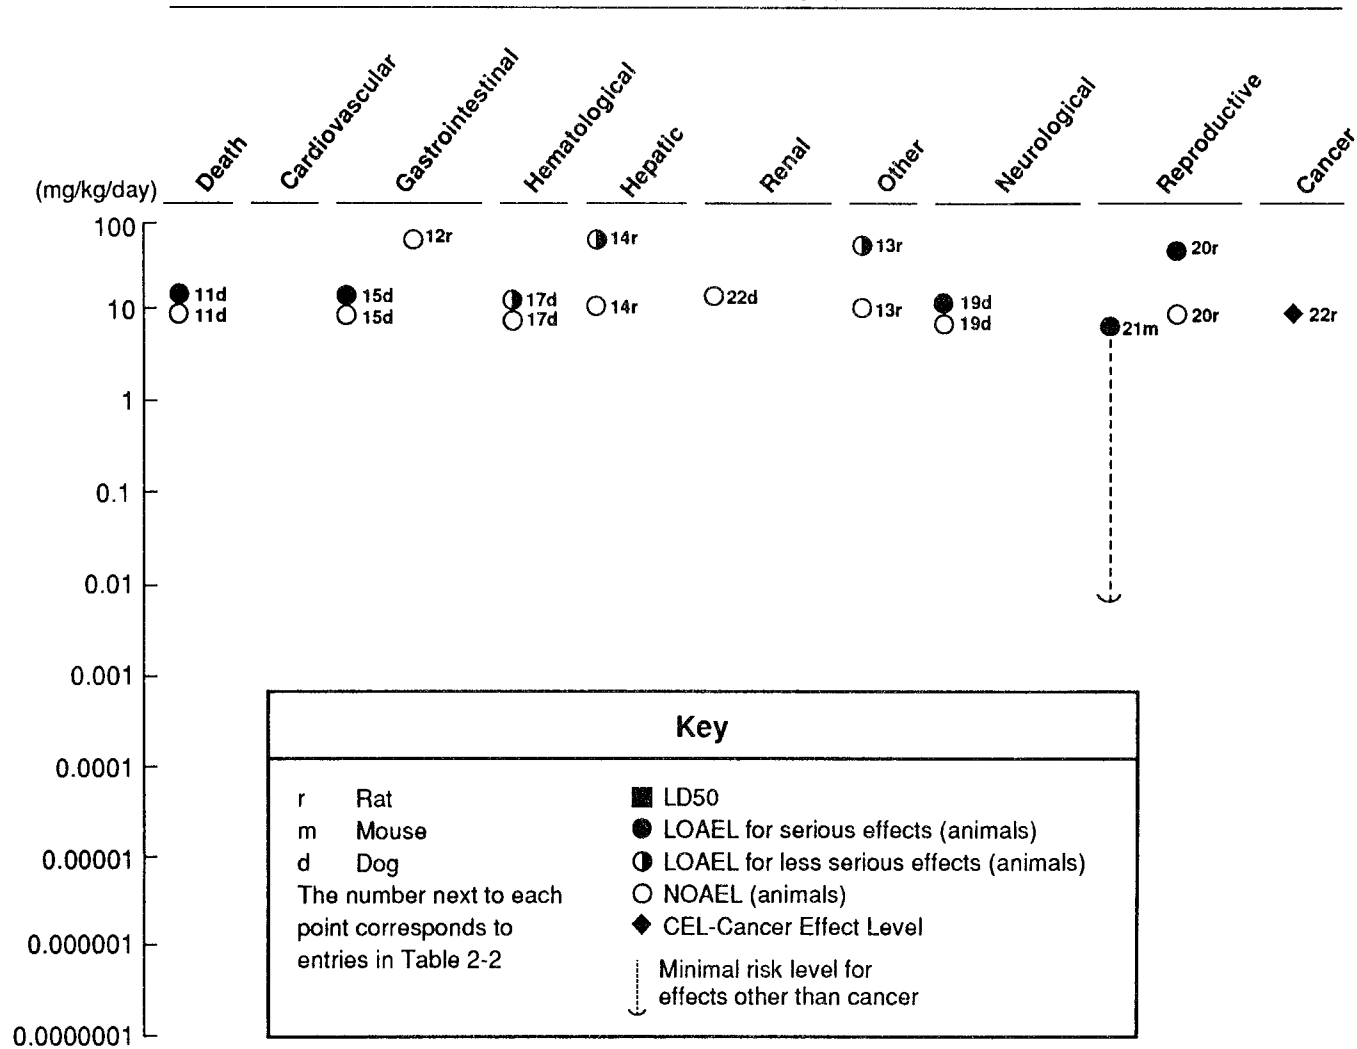 Death
Cardiovascular
Gastrointestinal
Hematological
Hepatic
Renal
Other
Neurological
Reproductive
Cancer
(mg/kg/day)
100
10
1
0.1
0.01
0.001
0.0001
0.00001
0.000001
0.0000001
11d
11d
15d
15d
12r
17d
17d
14r
14r
22d
13r
13r
19d
19d
21m
20r
20r
22r
Key
r Rat
m Mouse
d Dog
The number next to each
point corresponds to
entries in Table 2-2
LD50
LOAEL for serious effects (animals)
LOAEL for less serious effects (animals)
NOAEL (animals)
CEL-Cancer Effect Level
Minimal risk level for
effects other than cancer